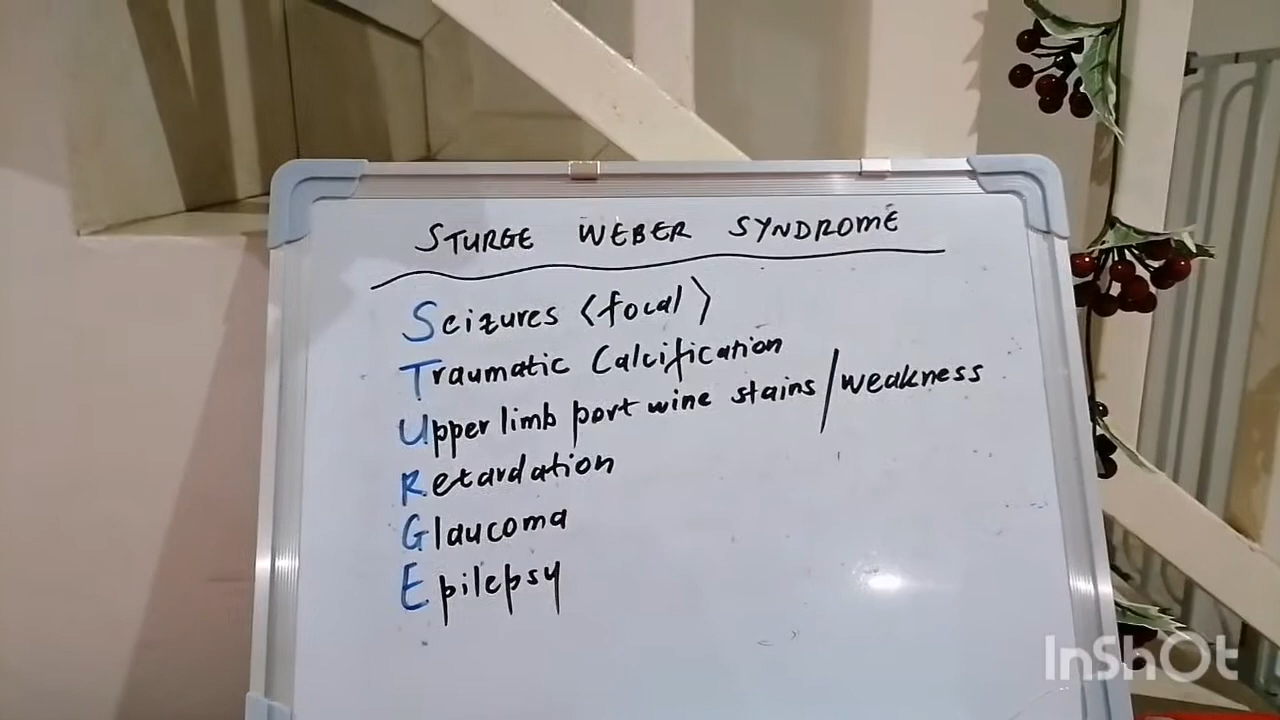 STURGE WEBER SYNDROME
Seizures <focal>
Traumatic Calcification
Upper limb port wine stains/weakness
Retardation
Glaucoma
Epilepsy
InShOt